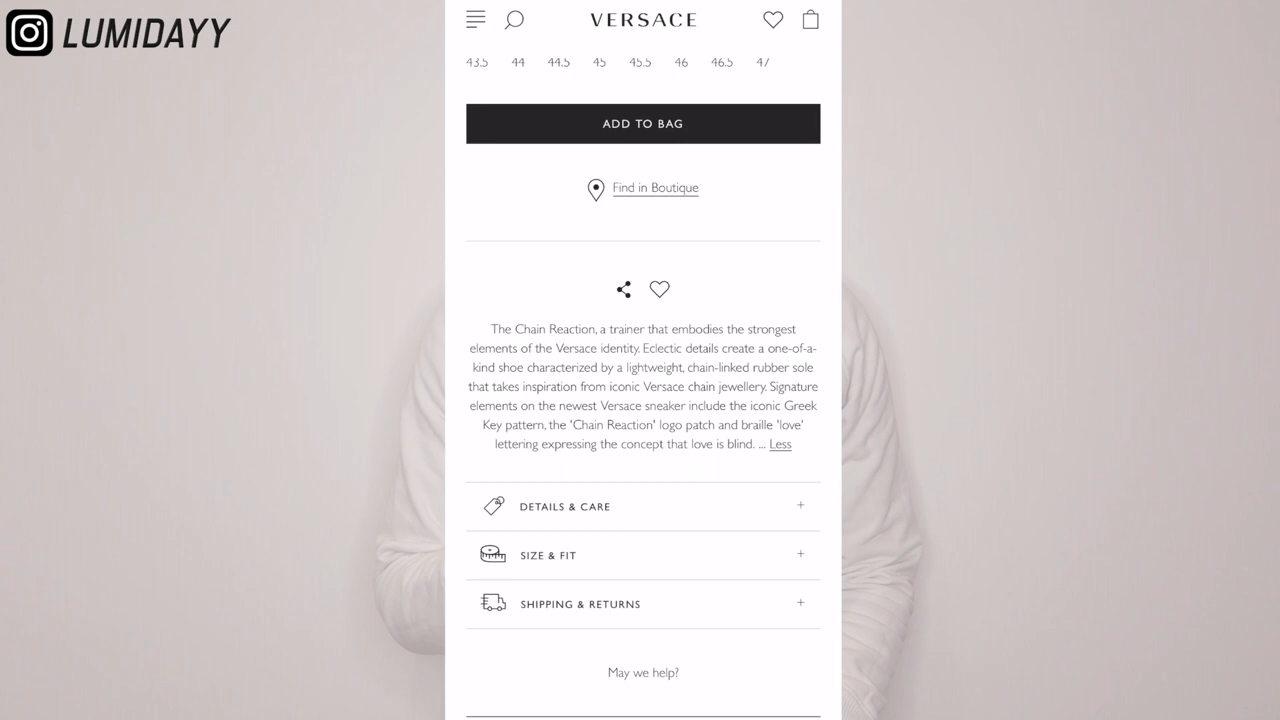 LUMIDAYY
VERSACE
43.5 44 44.5 45 45.5 46 46.5 47
ADD TO BAG
Find in Boutique
The Chain Reaction, a trainer that embodies the strongest
elements of the Versace identity. Eclectic details create a one-of-a-
kind shoe characterized by a lightweight, chain-linked rubber sole
that takes inspiration from iconic Versace chain jewellery. Signature
elements on the newest Versace sneaker include the iconic Greek
Key pattern, the 'Chain Reaction' logo patch and braille 'love'
lettering expressing the concept that love is blind. ... Less
DETAILS & CARE +
SIZE & FIT +
SHIPPING & RETURNS +
May we help?